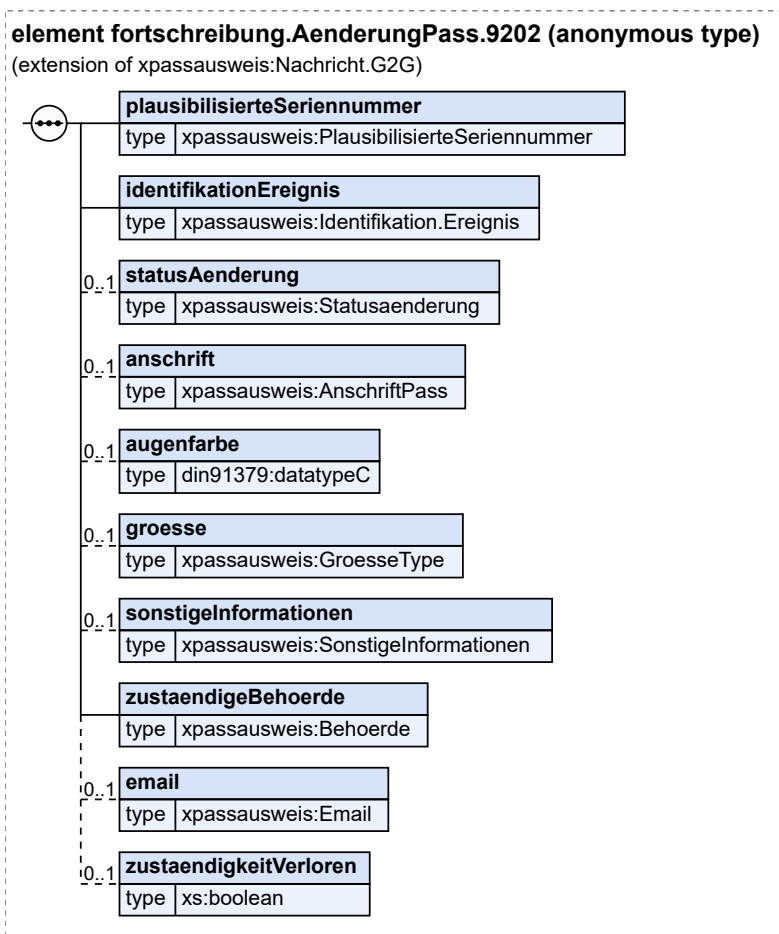 element fortschreibung.AenderungPass.9202 (anonymous type)
(extension of xpassausweis:Nachricht.G2G)
plausibilisierteSeriennummer
type xpassausweis:PlausibilisierteSeriennummer
identifikationEreignis
type xpassausweis:Identifikation.Ereignis
0..1 statusAenderung
type xpassausweis:Statusaenderung
0..1 anschrift
type xpassausweis:AnschriftPass
0..1 augenfarbe
type din91379:datatypeC
0..1 groesse
type xpassausweis:GroesseType
0..1 sonstigeInformationen
type xpassausweis:SonstigeInformationen
zustaendigeBehoerde
type xpassausweis:Behoerde
0..1 email
type xpassausweis:Email
0..1 zustaendigkeitVerloren
type xs:boolean